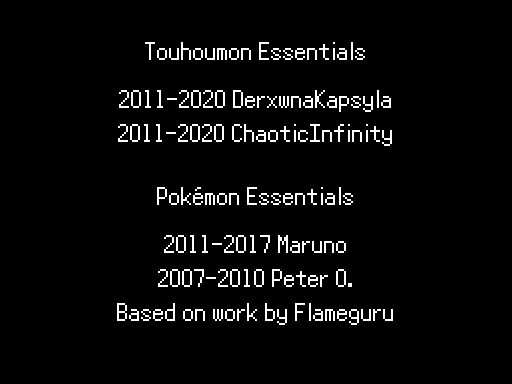 Touhoumon Essentials
2011-2020 DerxwnaKapsyla
2011-2020 ChaoticInfinity
Pokémon Essentials
2011-2017 Maruno
2007-2010 Peter O.
Based on work by Flameguru